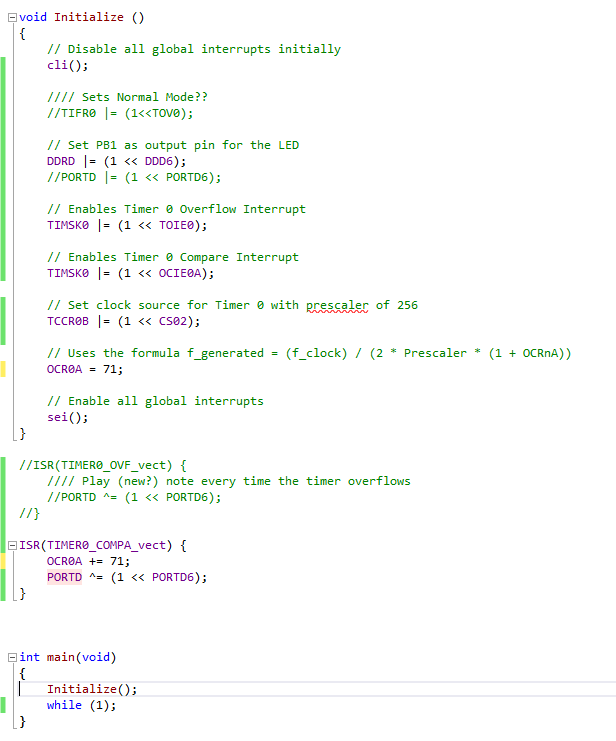 void Initialize ()
{
    // Disable all global interrupts initially
    cli();

    //// Sets Normal Mode??
    //TIFR0 |= (1<<TOV0);

    // Set PB1 as output pin for the LED
    DDRD |= (1 << DDD6);
    //PORTD |= (1 << PORTD6);

    // Enables Timer 0 Overflow Interrupt
    TIMSK0 |= (1 << TOIE0);

    // Enables Timer 0 Compare Interrupt
    TIMSK0 |= (1 << OCIE0A);

    // Set clock source for Timer 0 with prescaler of 256
    TCCR0B |= (1 << CS02);

    // Uses the formula f_generated = (f_clock) / (2 * Prescaler * (1 + OCRnA))
    OCR0A = 71;

    // Enable all global interrupts
    sei();
}

//ISR(TIMER0_OVF_vect) {
    //// Play (new?) note every time the timer overflows
    //PORTD ^= (1 << PORTD6);
//}

ISR(TIMER0_COMPA_vect) {
    OCR0A += 71;
    PORTD ^= (1 << PORTD6);
}

int main(void)
{
    Initialize();
    while (1);
}